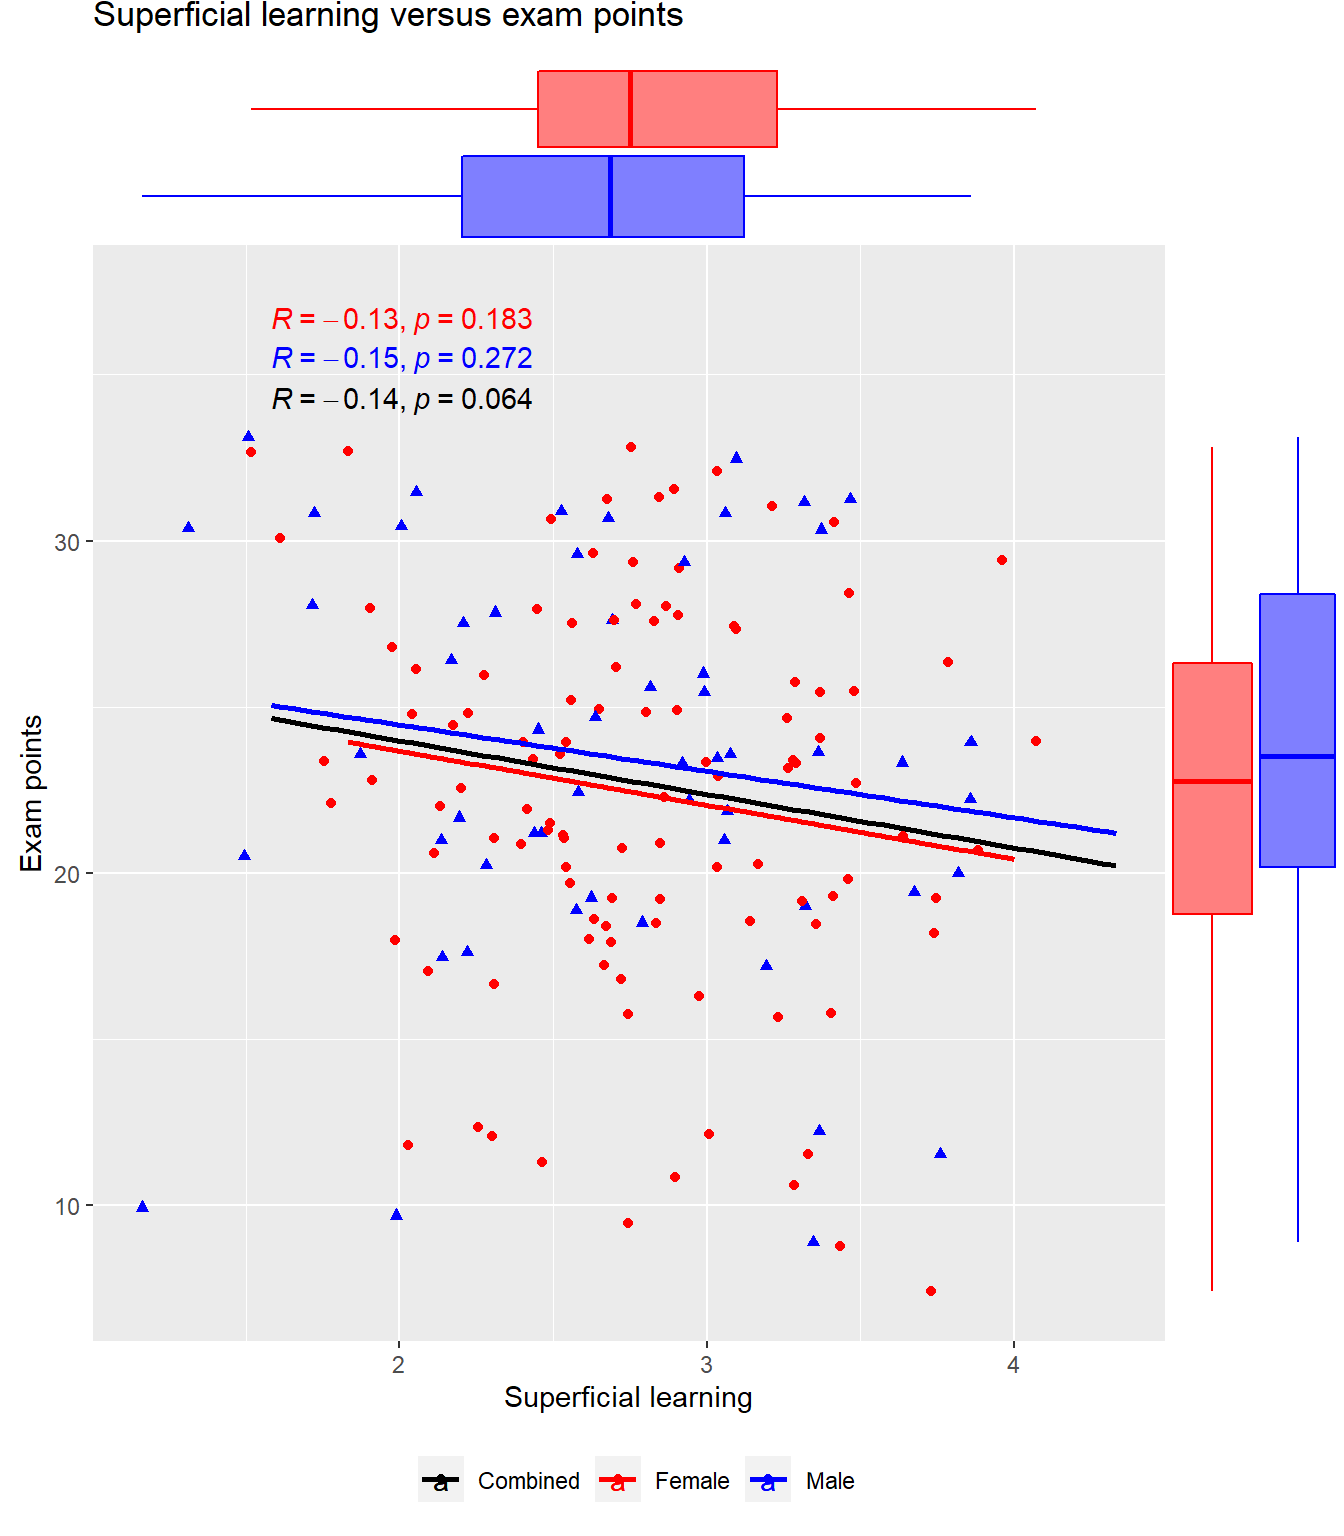 Superficial learning versus exam points
R = −0.13, p = 0.183
R = −0.15, p = 0.272
R = −0.14, p = 0.064
30
20
10
Exam points
2 3 4
Superficial learning
a Combined a Female a Male